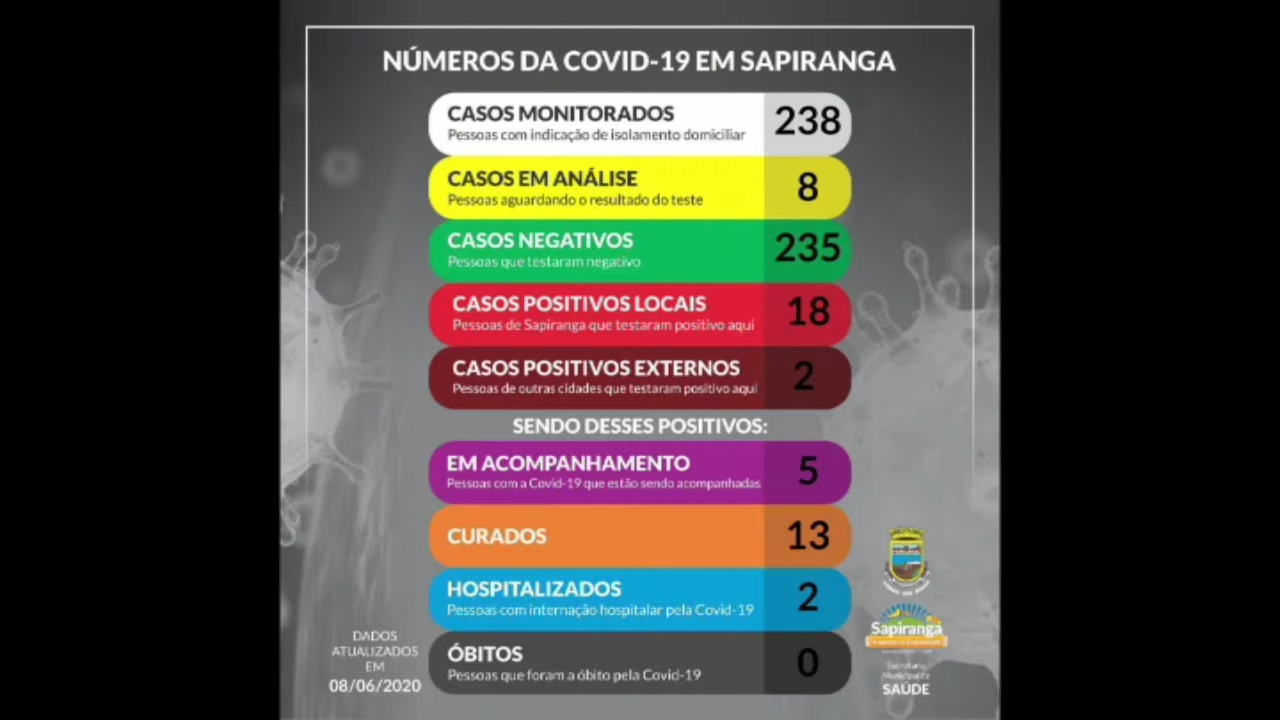 NÚMEROS DA COVID-19 EM SAPIRANGA
CASOS MONITORADOS
Pessoas com indicação de isolamento domiciliar
238
CASOS EM ANÁLISE
Pessoas aguardando o resultado do teste
8
CASOS NEGATIVOS
Pessoas que testaram negativo
235
CASOS POSITIVOS LOCAIS
Pessoas de Sapiranga que testaram positivo aqui
18
CASOS POSITIVOS EXTERNOS
Pessoas de outras cidades que testaram positivo aqui
2
SENDO DESSES POSITIVOS:
EM ACOMPANHAMENTO
Pessoas com a Covid-19 que estão sendo acompanhadas
5
CURADOS
13
HOSPITALIZADOS
Pessoas com internação hospitalar pela Covid-19
2
ÓBITOS
Pessoas que foram a óbito pela Covid-19
0
DADOS
ATUALIZADOS
EM
08/06/2020
Sapiranga
Secretaria
Municipal de
SAÚDE